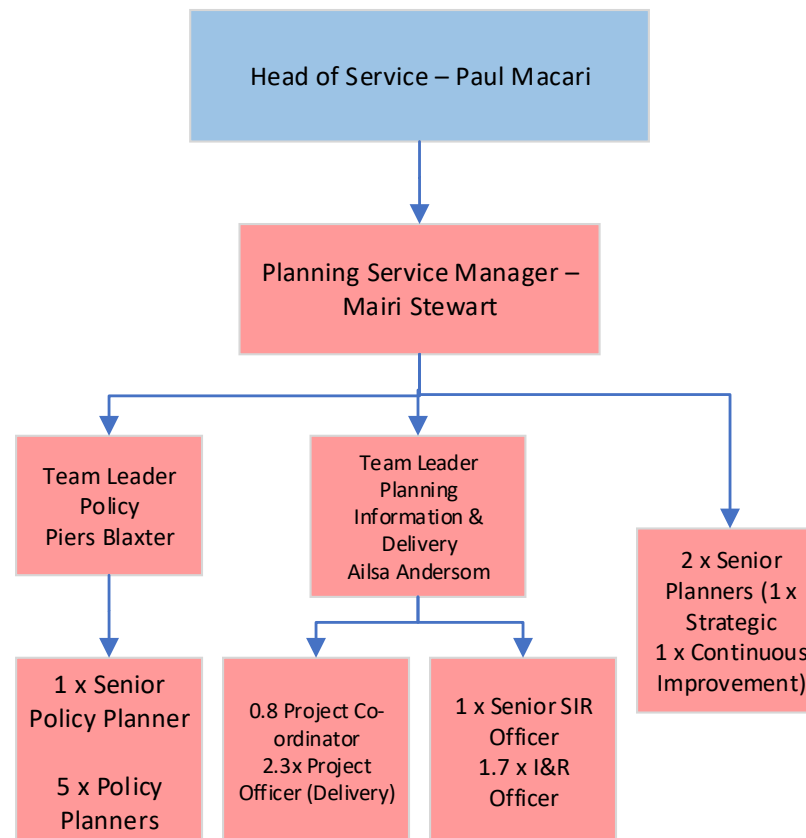 Head of Service – Paul Macari
Planning Service Manager –
Mairi Stewart
Team Leader
Policy
Piers Blaxter
Team Leader
Planning
Information &
Delivery
Ailsa Andersom
2 x Senior
Planners (1 x
Strategic
1 x Continuous
Improvement)
1 x Senior
Policy Planner
5 x Policy
Planners
0.8 Project Co-
ordinator
2.3x Project
Officer (Delivery)
1 x Senior SIR
Officer
1.7 x I&R
Officer